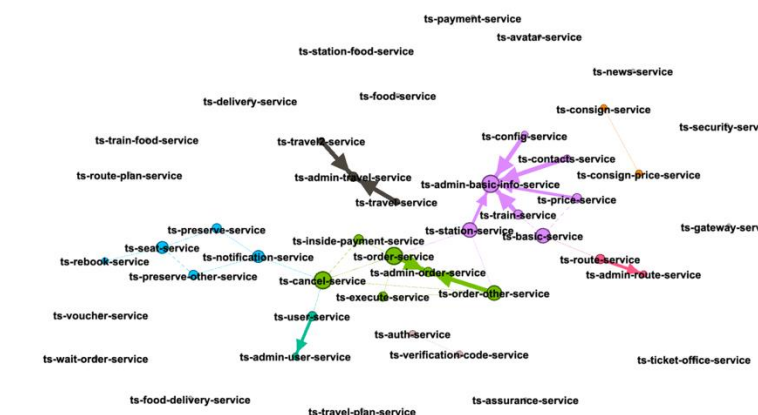 ts-payment-service
ts-avatar-service
ts-station-food-service
ts-news-service
ts-food-service
ts-delivery-service
ts-consign-service
ts-security-serv
ts-train-food-service
ts-travel2-service
ts-config-service
ts-contacts-service
ts-route-plan-service
ts-admin-travel-service
ts-admin-basic-info-service
ts-consign-price-service
ts-travel-service
ts-price-service
ts-train-service
ts-gateway-serv
ts-preserve-service
ts-station-service
ts-basic-service
ts-seat-service
ts-inside-payment-service
ts-rebook-service
ts-notification-service
ts-order-service
ts-route-service
ts-preserve-other-service
ts-cancel-service
ts-admin-order-service
ts-admin-route-service
ts-execute-service
ts-order-other-service
ts-voucher-service
ts-user-service
ts-auth-service
ts-wait-order-service
ts-admin-user-service
ts-verification-code-service
ts-ticket-office-service
ts-food-delivery-service
ts-travel-plan-service
ts-assurance-service